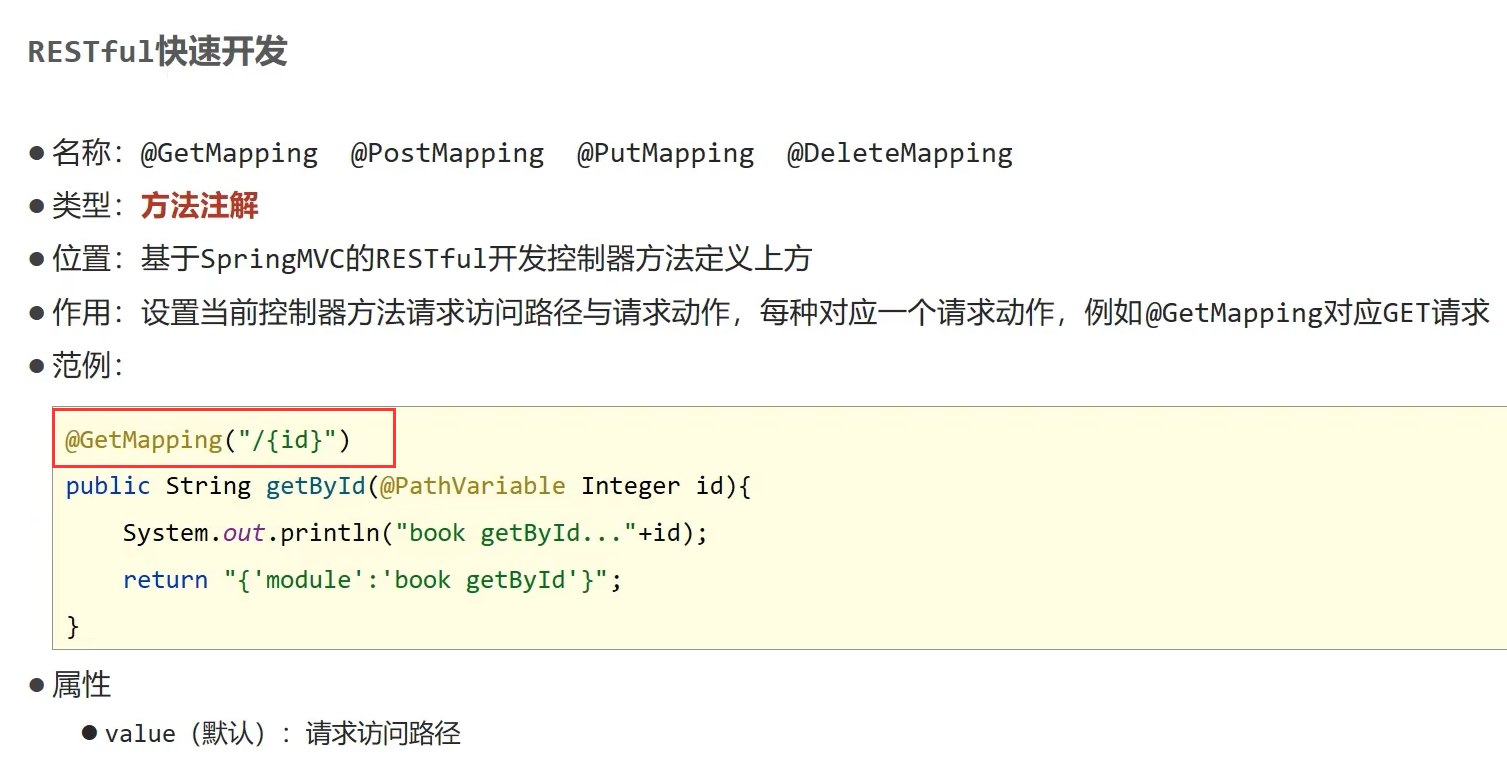 RESTful快速开发
● 名称：@GetMapping @PostMapping @PutMapping @DeleteMapping
● 类型：方法注解
● 位置：基于SpringMVC的RESTful开发控制器方法定义上方
● 作用：设置当前控制器方法请求访问路径与请求动作，每种对应一个请求动作，例如@GetMapping对应GET请求
● 范例：
@GetMapping("/{id}")
public String getById(@PathVariable Integer id){
    System.out.println("book getById..."+id);
    return "{'module':'book getById'}";
}
● 属性
● value（默认）：请求访问路径